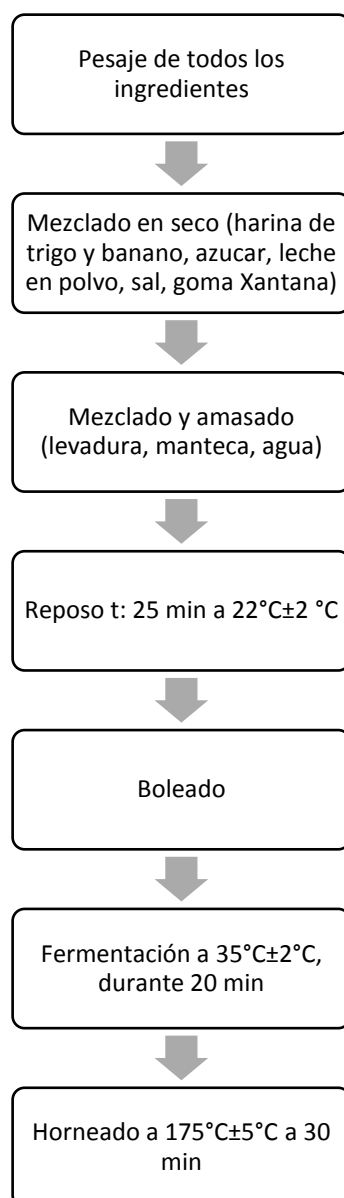 Pesaje de todos los
ingredientes
Mezclado en seco (harina de
trigo y banano, azucar, leche
en polvo, sal, goma Xantana)
Mezclado y amasado
(levadura, manteca, agua)
Reposo t: 25 min a 22°C±2 °C
Boleado
Fermentación a 35°C±2°C,
durante 20 min
Horneado a 175°C±5°C a 30
min